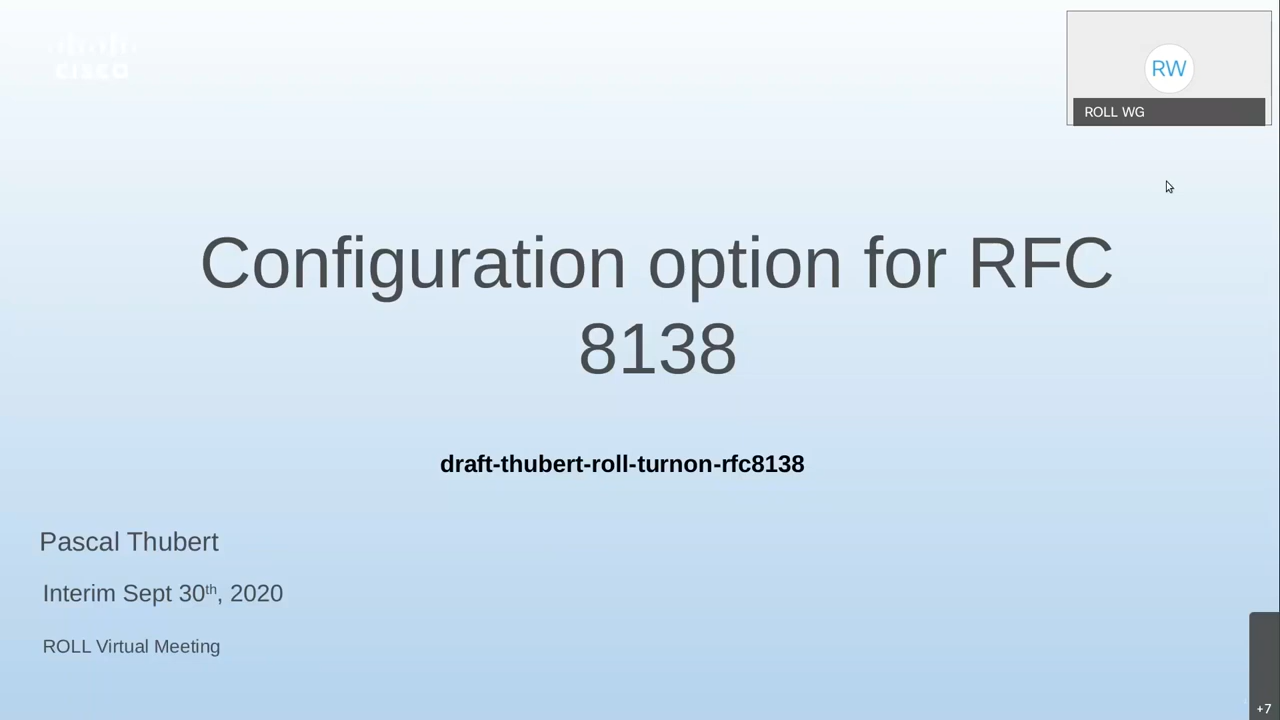 cisco
RW
ROLL WG
Configuration option for RFC
8138
draft-thubert-roll-turnon-rfc8138
Pascal Thubert
Interim Sept 30th, 2020
ROLL Virtual Meeting
+7